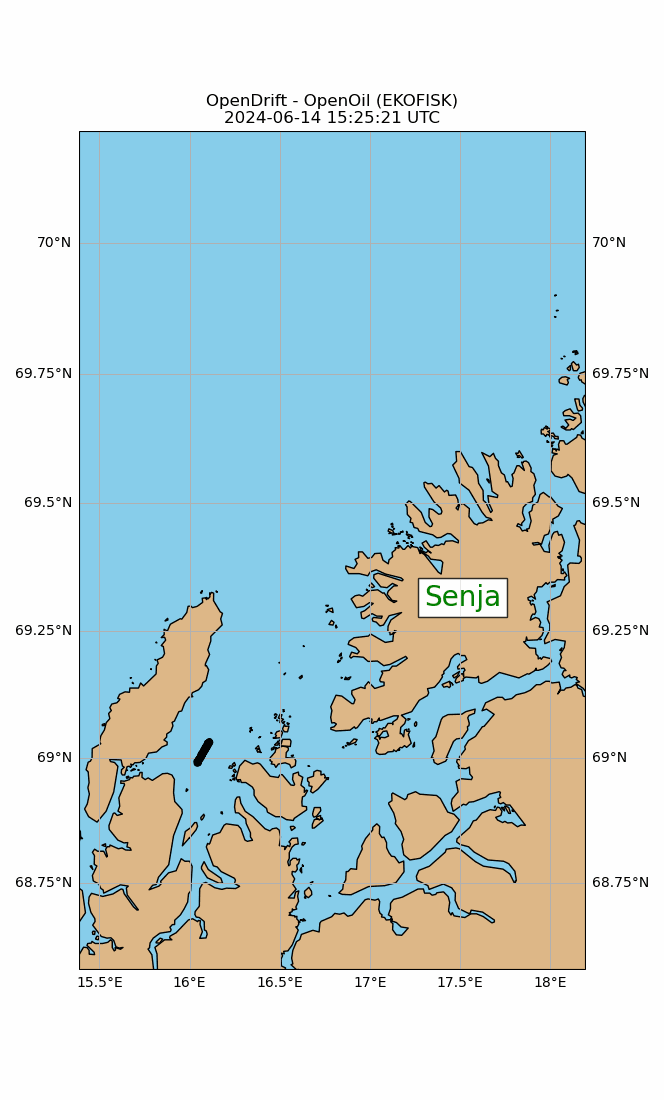 OpenDrift - OpenOil (EKOFISK)
2024-06-14 15:25:21 UTC
70°N 70°N
69.75°N 69.75°N
69.5°N 69.5°N
Senja
69.25°N 69.25°N
69°N 69°N
68.75°N 68.75°N
15.5°E 16°E 16.5°E 17°E 17.5°E 18°E